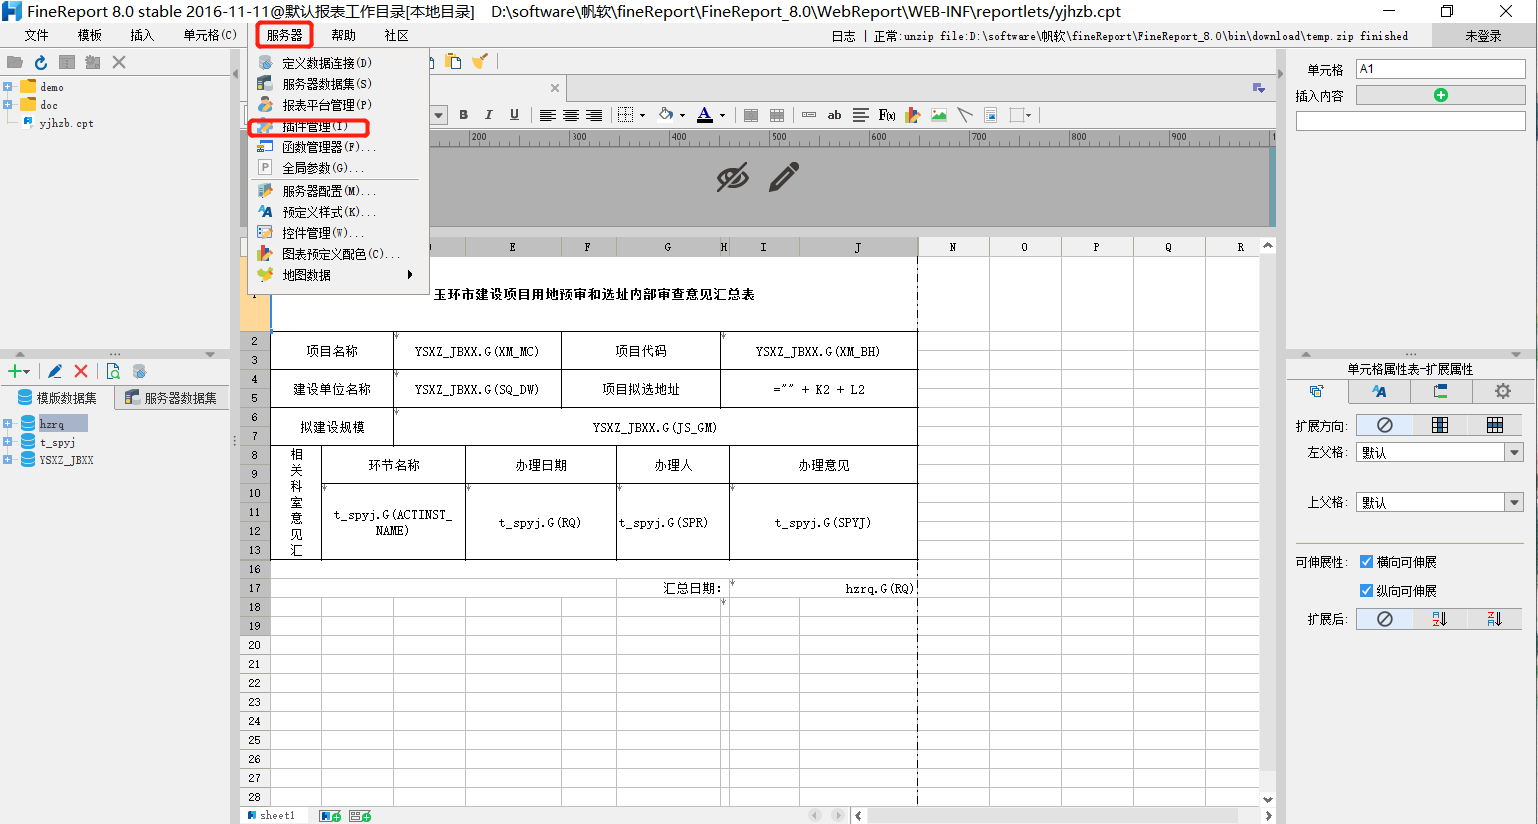 FineReport 8.0 stable 2016-11-11@默认报表工作目录[本地目录] D:\software\帆软\fineReport\FineReport_8.0\WebReport\WEB-INF\reportlets/yjhzb.cpt
文件 模板 插入 单元格(C) 服务器 帮助 社区
日志 | 正常:unzip file:D:\software\帆软\fineReport\FineReport_8.0\bin\download\temp.zip finished
未登录
demo
doc
yjhzb.cpt
定义数据连接(D)
服务器数据集(S)
报表平台管理(P)
插件管理(I)
函数管理器(F)...
全局参数(G)...
服务器配置(M)...
预定义样式(K)...
控件管理(W)...
图表预定义配色(C)...
地图数据
B I U A ab F(x)
200 300 400 500 600 700 800 900
E F G H I J N O P Q R
玉环市建设项目用地预审和选址内部审查意见汇总表
2
3
项目名称 YSXZ_JBXX.G(XM_MC) 项目代码 YSXZ_JBXX.G(XM_BH)
4
5
建设单位名称 YSXZ_JBXX.G(SQ_DW) 项目拟选地址 ="" + K2 + L2
6
7
拟建设规模 YSXZ_JBXX.G(JS_GM)
8
9
相关科室意见汇
环节名称 办理日期 办理人 办理意见
10
11
12
13
t_spyj.G(ACTINST_
NAME)
t_spyj.G(RQ) t_spyj.G(SPR) t_spyj.G(SPYJ)
16
17
汇总日期: hzrq.G(RQ)
18
19
20
21
22
23
24
25
26
27
28
sheet1
模版数据集 服务器数据集
hzrq
t_spyj
YSXZ_JBXX
单元格 A1
插入内容
单元格属性表-扩展属性
扩展方向:
左父格: 默认
上父格: 默认
可伸展性: 横向可伸展
纵向可伸展
扩展后: